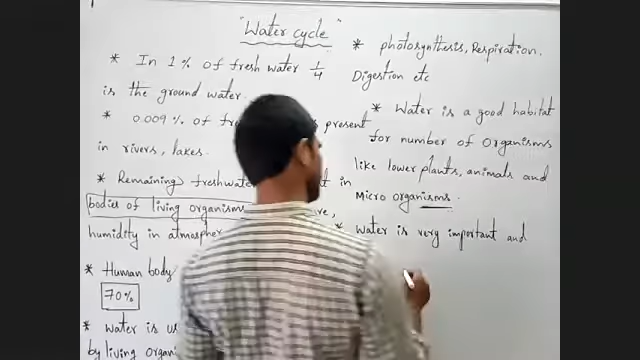 "Water cycle"
* In 1% of fresh water 1/4
is the ground water.
* 0.009% of present
in rivers, lakes.
* Remaining freshwate in
bodies of living organisms
humidity in atmospher
* Human body
70%
* Water is us
by living organi
* photosynthesis, Respiration.
Digestion etc
* Water is a good habitat
for number of organisms
like lower plants, animals and
Micro organisms.
* Water is very important and